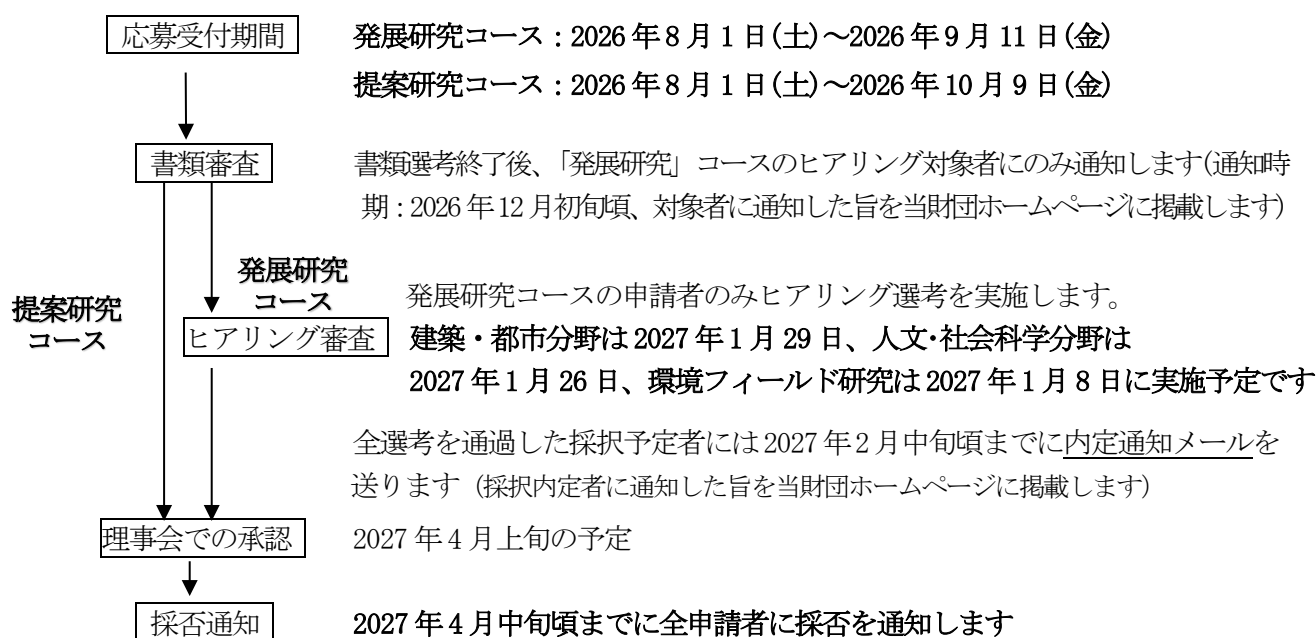 応募受付期間
発展研究コース：2026年8月1日(土)～2026年9月11日(金)
提案研究コース：2026年8月1日(土)～2026年10月9日(金)
書類審査
書類選考終了後、「発展研究」コースのヒアリング対象者にのみ通知します(通知時
期：2026年12月初旬頃、対象者に通知した旨を当財団ホームページに掲載します)
提案研究
コース
発展研究
コース
ヒアリング審査
発展研究コースの申請者のみヒアリング選考を実施します。
建築・都市分野は2027年1月29日、人文・社会科学分野は
2027年1月26日、環境フィールド研究は2027年1月8日に実施予定です
全選考を通過した採択予定者には2027年2月中旬頃までに内定通知メールを
送ります（採択内定者に通知した旨を当財団ホームページに掲載します）
理事会での承認
2027年4月上旬の予定
採否通知
2027年4月中旬頃までに全申請者に採否を通知します